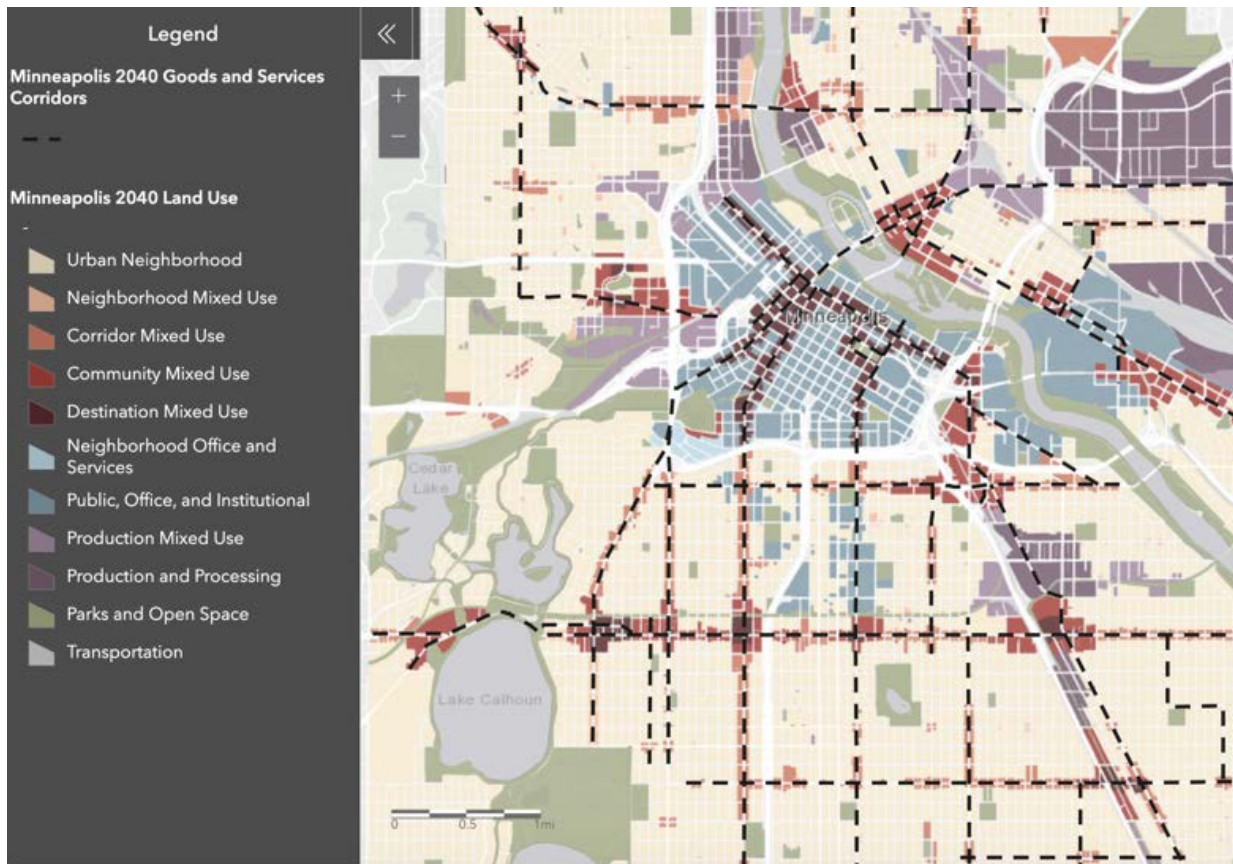 Legend
Minneapolis 2040 Goods and Services
Corridors
Minneapolis 2040 Land Use
-
Urban Neighborhood
Neighborhood Mixed Use
Corridor Mixed Use
Community Mixed Use
Destination Mixed Use
Neighborhood Office and
Services
Public, Office, and Institutional
Production Mixed Use
Production and Processing
Parks and Open Space
Transportation
+
−
Minneapolis
Cedar
Lake
Lake Calhoun
0 0.5 1mi